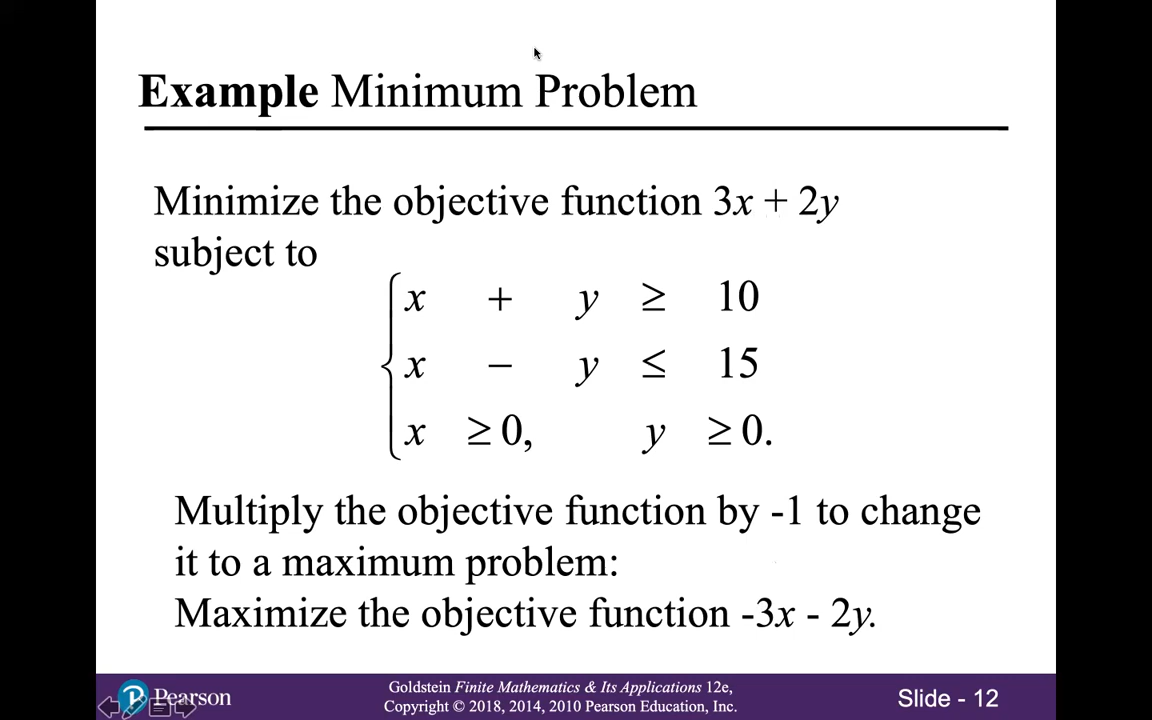 Example Minimum Problem
Minimize the objective function 3x + 2y
subject to
x + y ≥ 10
x − y ≤ 15
x ≥ 0, y ≥ 0.
Multiply the objective function by -1 to change
it to a maximum problem:
Maximize the objective function -3x - 2y.
Pearson
Goldstein Finite Mathematics & Its Applications 12e,
Copyright © 2018, 2014, 2010 Pearson Education, Inc.
Slide - 12